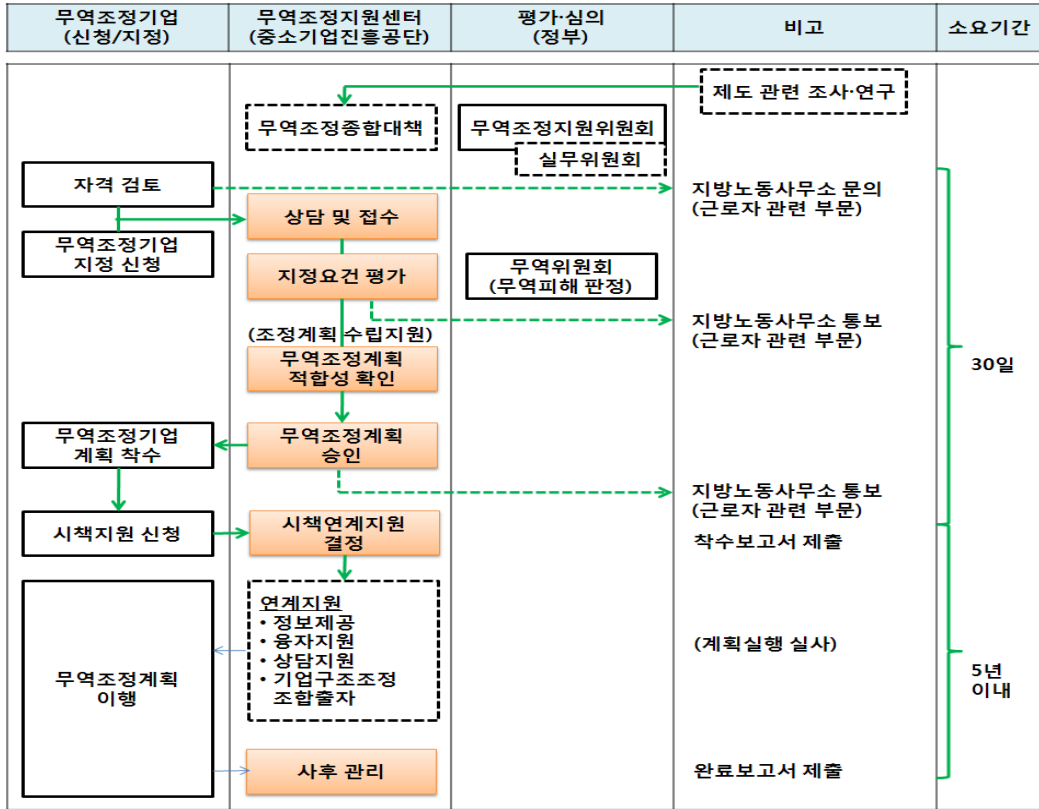 무역조정기업
(신청/지정)
무역조정지원센터
(중소기업진흥공단)
평가·심의
(정부)
비고
소요기간
제도 관련 조사·연구
무역조정종합대책
무역조정지원위원회
실무위원회
자격 검토
지방노동사무소 문의
(근로자 관련 부문)
상담 및 접수
무역조정기업
지정 신청
지정요건 평가
무역위원회
(무역피해 판정)
지방노동사무소 통보
(근로자 관련 부문)
(조정계획 수립지원)
무역조정계획
적합성 확인
30일
무역조정기업
계획 착수
무역조정계획
승인
지방노동사무소 통보
(근로자 관련 부문)
시책지원 신청
시책연계지원
결정
착수보고서 제출
연계지원
• 정보제공
• 융자지원
• 상담지원
• 기업구조조정
조합출자
(계획실행 실사)
무역조정계획
이행
5년
이내
사후 관리
완료보고서 제출